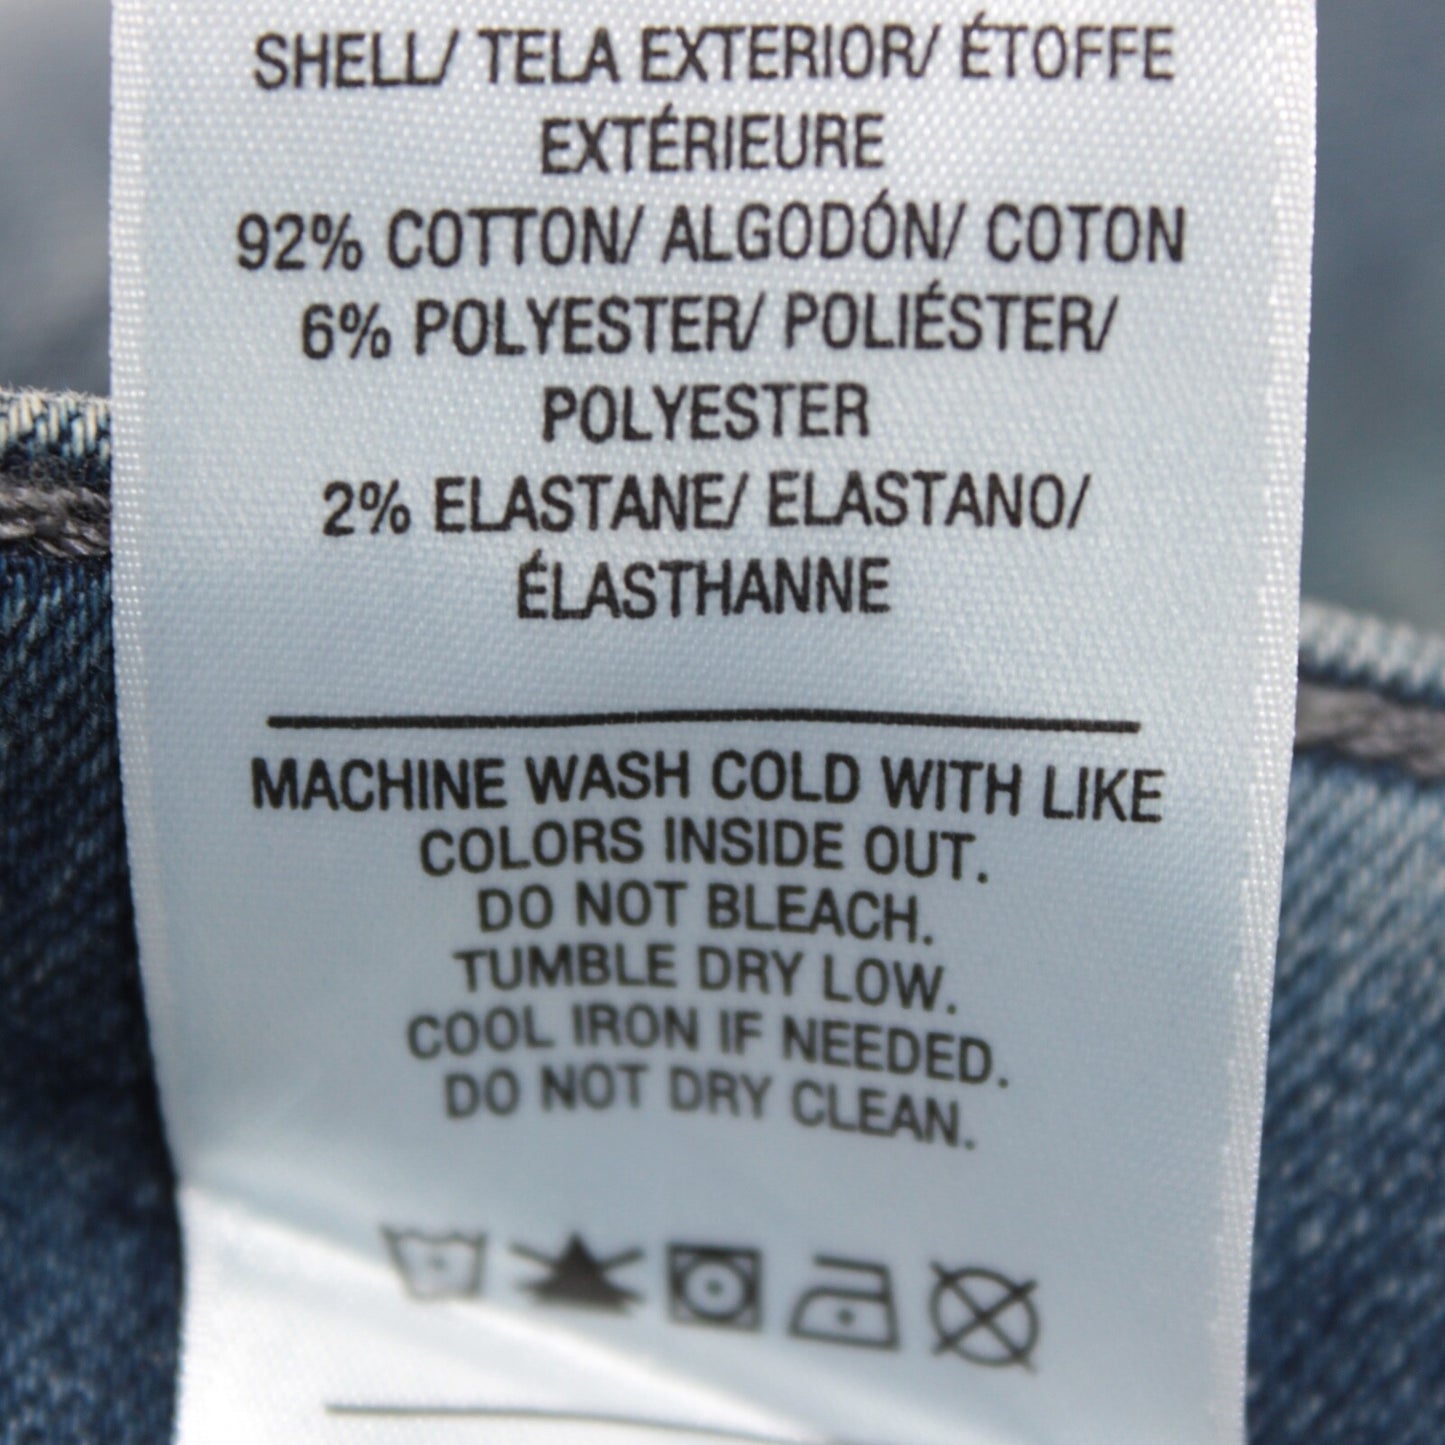 SHELL/ TELA EXTERIOR/ ÉTOFFE
EXTÉRIEURE
92% COTTON/ ALGODÓN/ COTON
6% POLYESTER/ POLIÉSTER/
POLYESTER
2% ELASTANE/ ELASTANO/
ÉLASTHANNE
MACHINE WASH COLD WITH LIKE
COLORS INSIDE OUT.
DO NOT BLEACH.
TUMBLE DRY LOW.
COOL IRON IF NEEDED.
DO NOT DRY CLEAN.